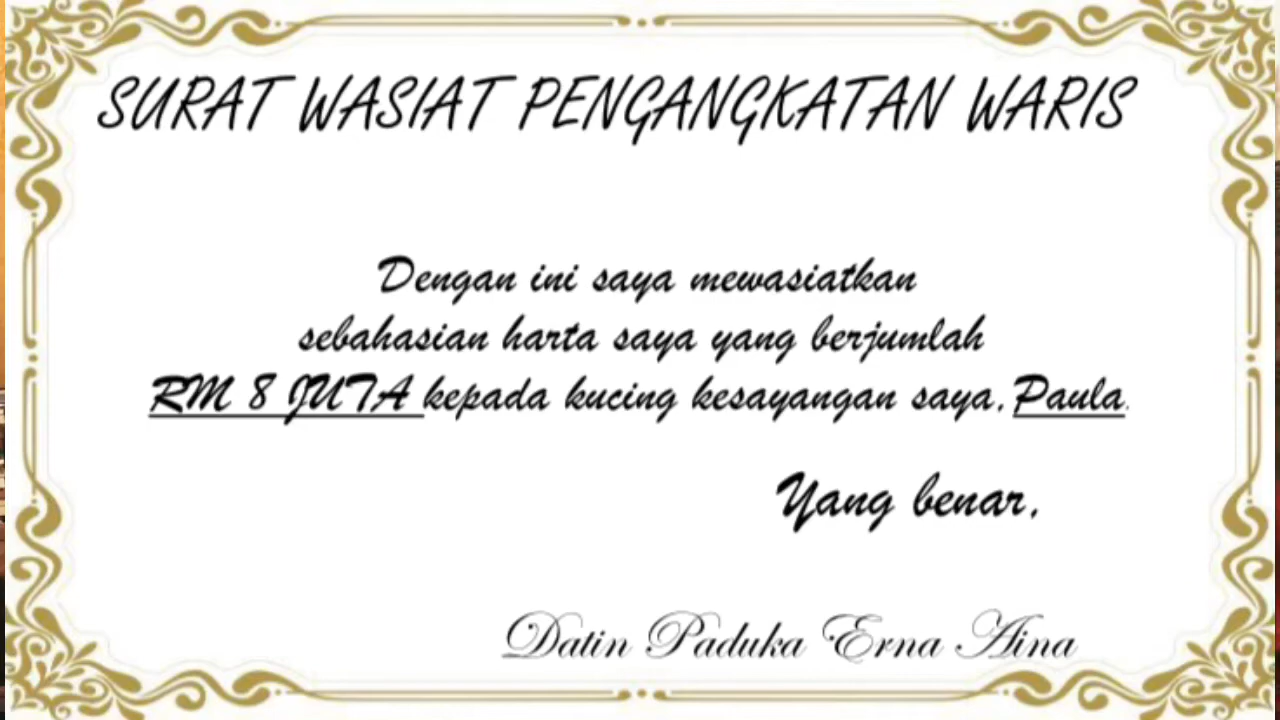 SURAT WASIAT PENGANGKATAN WARIS
Dengan ini saya mewasiatkan
sebahasian harta saya yang berjumlah
RM 8 JUTA kepada kucing kesayangan saya, Paula.
Yang benar,
Datin Paduka Erna Aina